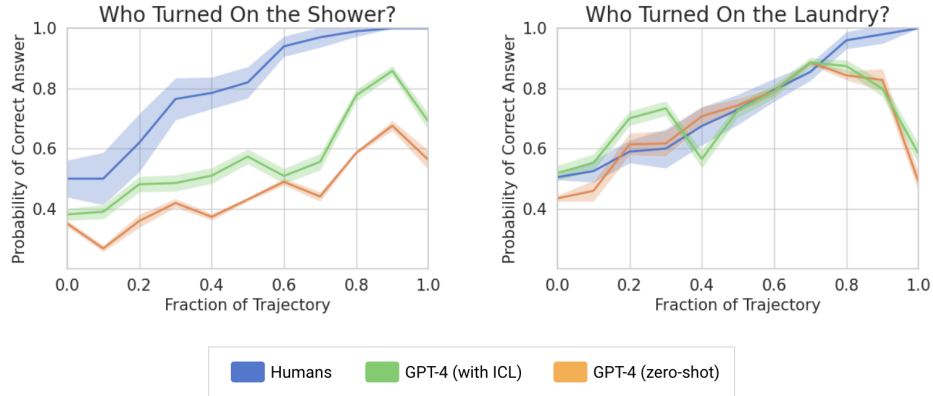 Who Turned On the Shower?
Probability of Correct Answer
1.0
0.8
0.6
0.4
0.0 0.2 0.4 0.6 0.8 1.0
Fraction of Trajectory
Who Turned On the Laundry?
Probability of Correct Answer
1.0
0.8
0.6
0.4
0.0 0.2 0.4 0.6 0.8 1.0
Fraction of Trajectory
Humans GPT-4 (with ICL) GPT-4 (zero-shot)